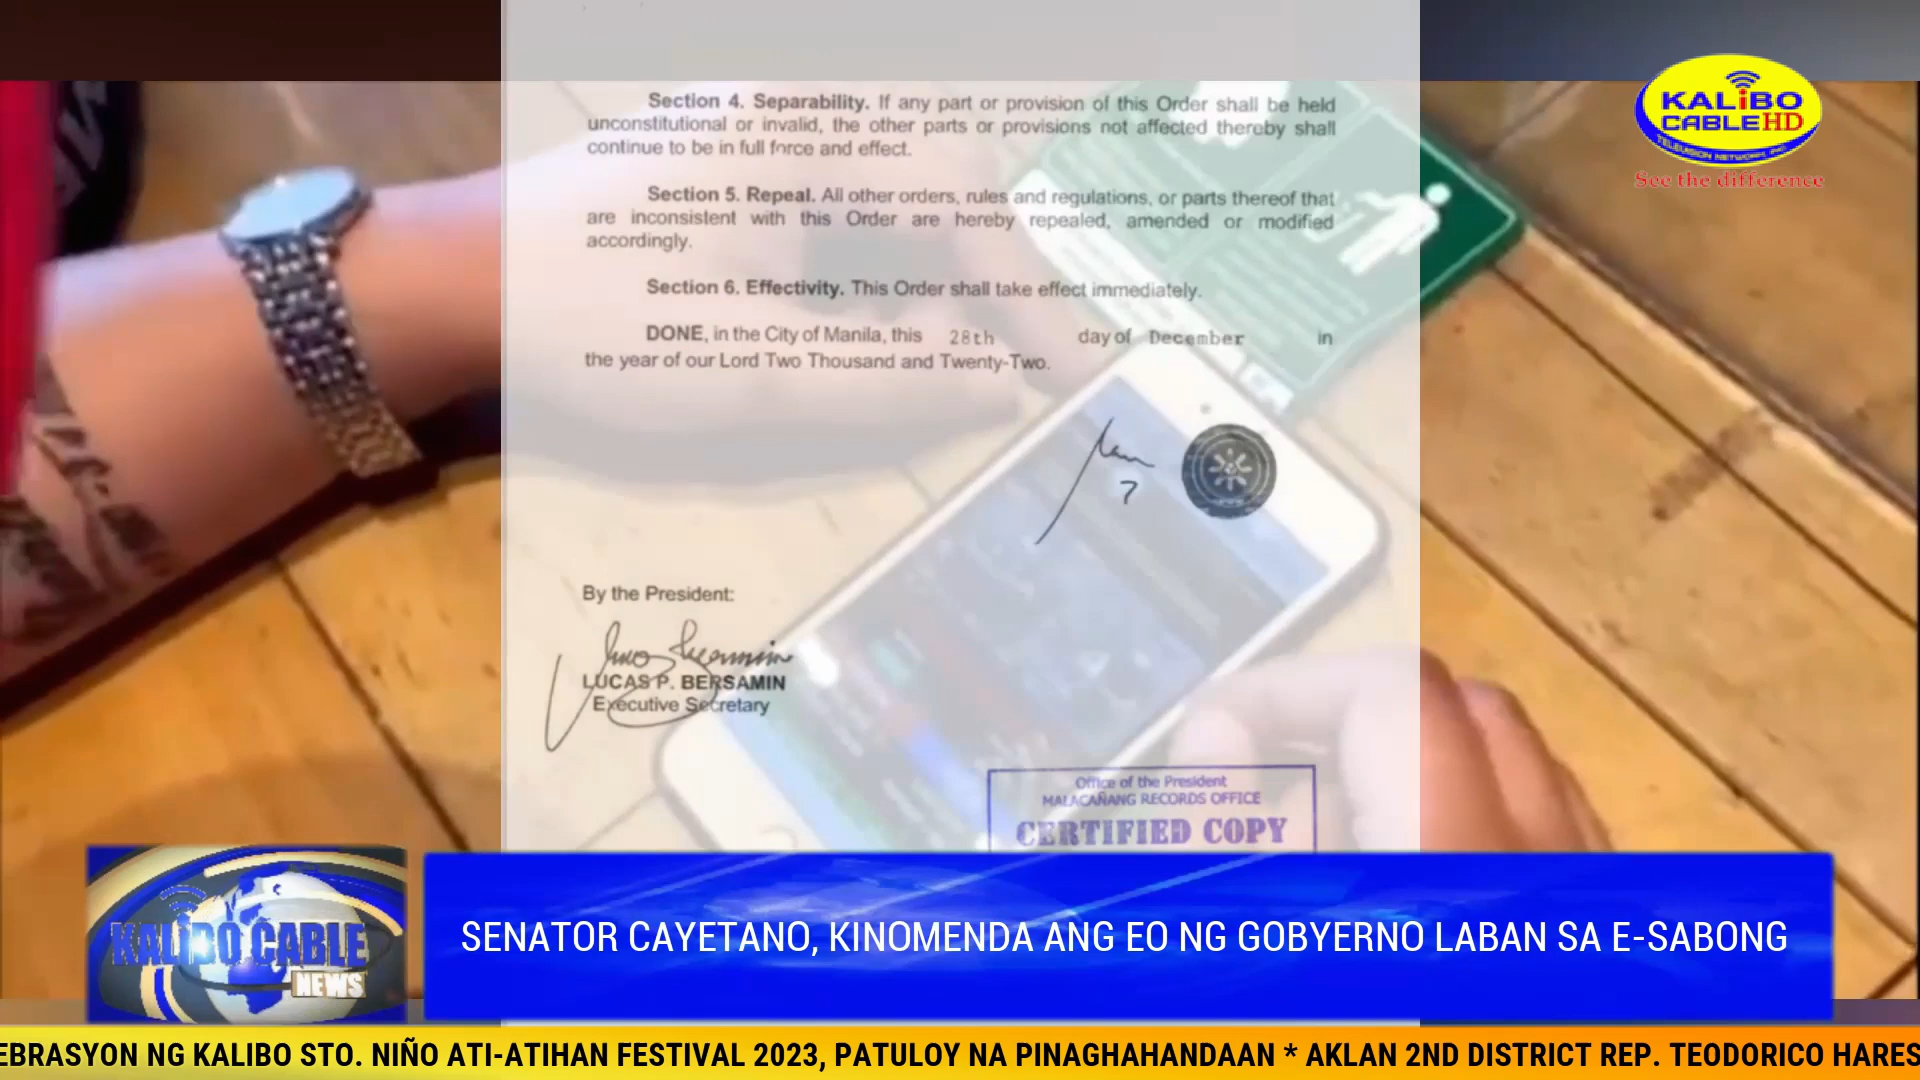 Section 4. Separability. If any part or provision of this Order shall be held
unconstitutional or invalid, the other parts or provisions not affected thereby shall
continue to be in full force and effect.
Section 5. Repeal. All other orders, rules and regulations, or parts thereof that
are inconsistent with this Order are hereby repealed, amended or modified
accordingly.
Section 6. Effectivity. This Order shall take effect immediately.
DONE, in the City of Manila, this 28th day of December in
the year of our Lord Two Thousand and Twenty-Two.
7
By the President:
LUCAS P. BERSAMIN
Executive Secretary
Office of the President
MALACAÑANG RECORDS OFFICE
CERTIFIED COPY
KALiBO
CABLE HD
TELEVISION NETWORK, INC.
See the difference
KALIBO CABLE
NEWS
SENATOR CAYETANO, KINOMENDA ANG EO NG GOBYERNO LABAN SA E-SABONG
EBRASYON NG KALIBO STO. NIÑO ATI-ATIHAN FESTIVAL 2023, PATULOY NA PINAGHAHANDAAN * AKLAN 2ND DISTRICT REP. TEODORICO HARES